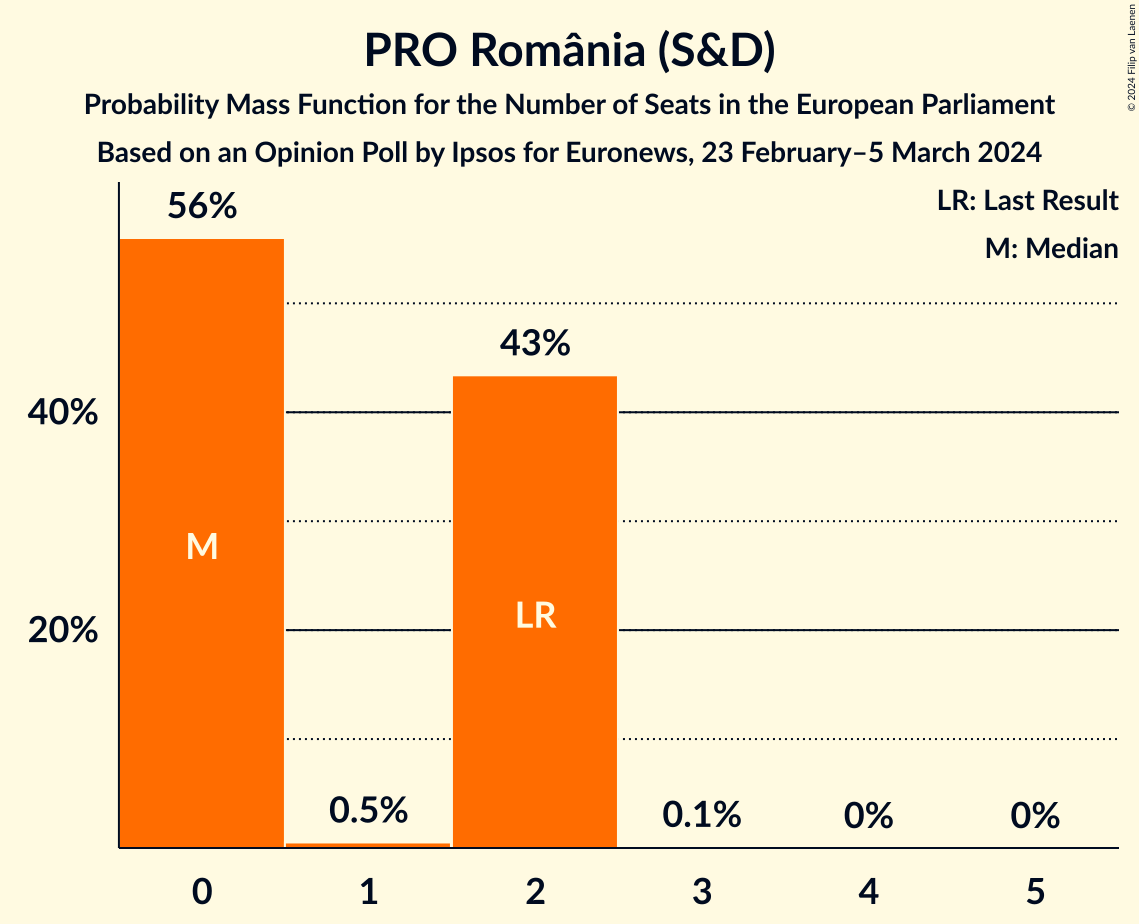 PRO România (S&D)
Probability Mass Function for the Number of Seats in the European Parliament
Based on an Opinion Poll by Ipsos for Euronews, 23 February–5 March 2024
© 2024 Filip van Laenen
LR: Last Result
M: Median
56%
43%
40%
M
LR
20%
0.5%
0.1%
0%
0%
0
1
2
3
4
5